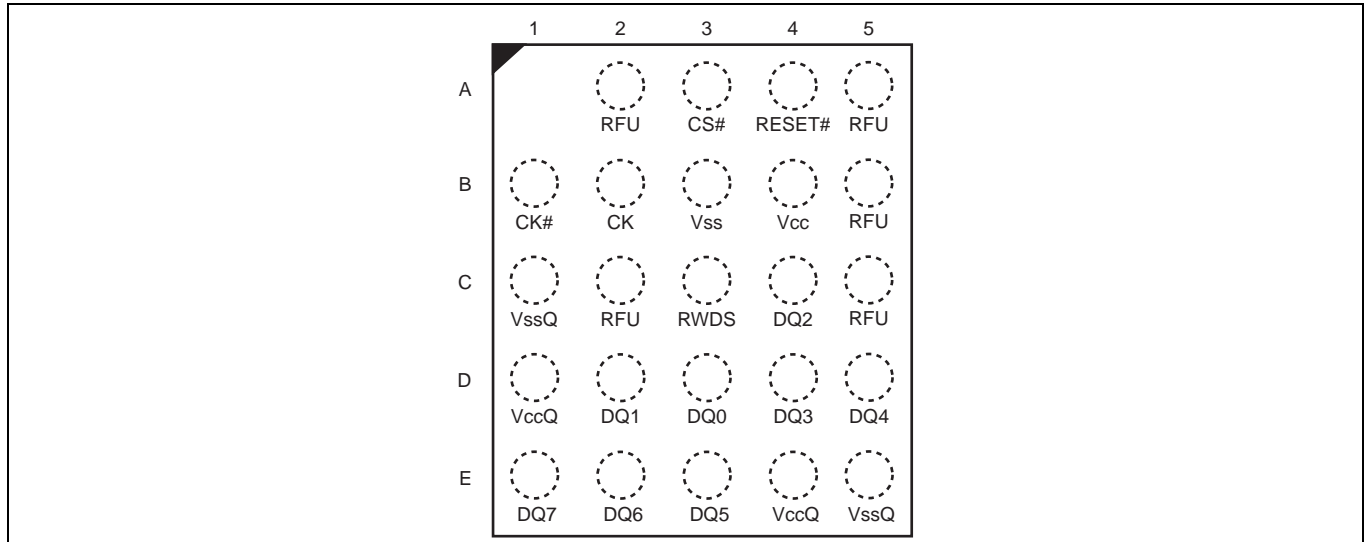 1 2 3 4 5
A
RFU CS# RESET# RFU
B
CK# CK Vss Vcc RFU
C
VssQ RFU RWDS DQ2 RFU
D
VccQ DQ1 DQ0 DQ3 DQ4
E
DQ7 DQ6 DQ5 VccQ VssQ